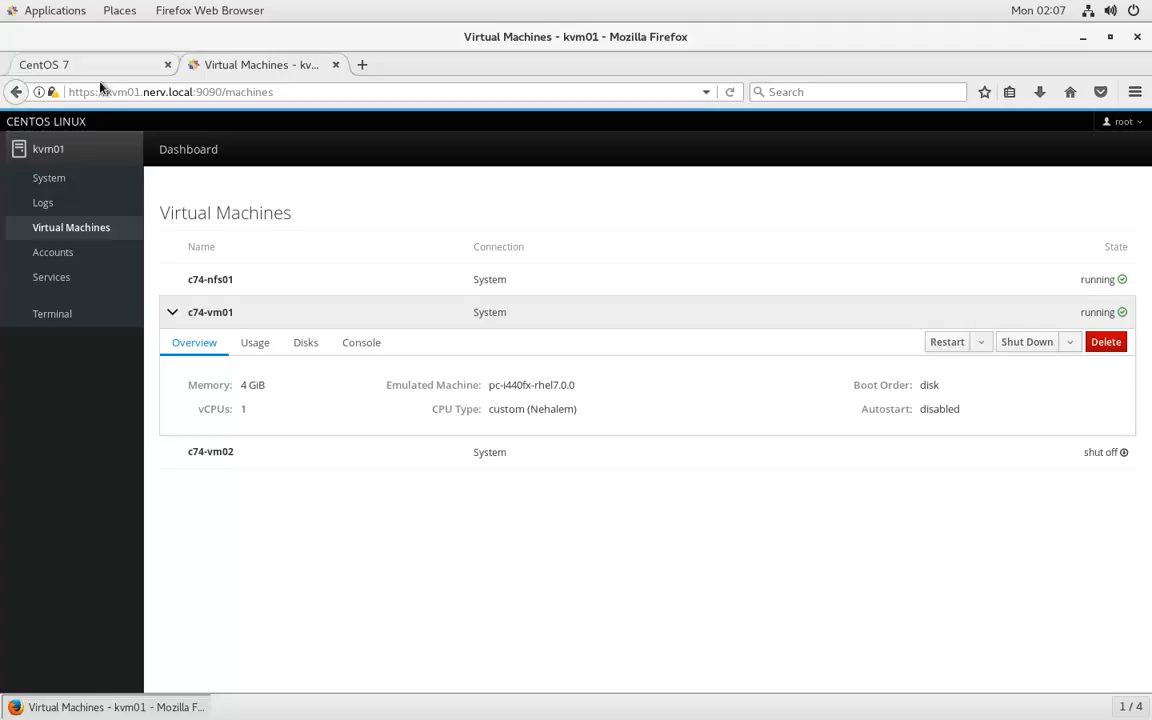 Applications Places Firefox Web Browser Mon 02:07
Virtual Machines - kvm01 - Mozilla Firefox
CentOS 7 Virtual Machines - kv...
kvm01.nerv.local:9090/machines Search
CENTOS LINUX root
kvm01 Dashboard
System
Logs
Virtual Machines
Accounts
Services
Terminal
Virtual Machines
Name Connection State
c74-nfs01 System running
c74-vm01 System running
Overview Usage Disks Console Restart Shut Down Delete
Memory: 4 GiB Emulated Machine: pc-i440fx-rhel7.0.0 Boot Order: disk
vCPUs: 1 CPU Type: custom (Nehalem) Autostart: disabled
c74-vm02 System shut off
Virtual Machines - kvm01 - Mozilla F... 1 / 4